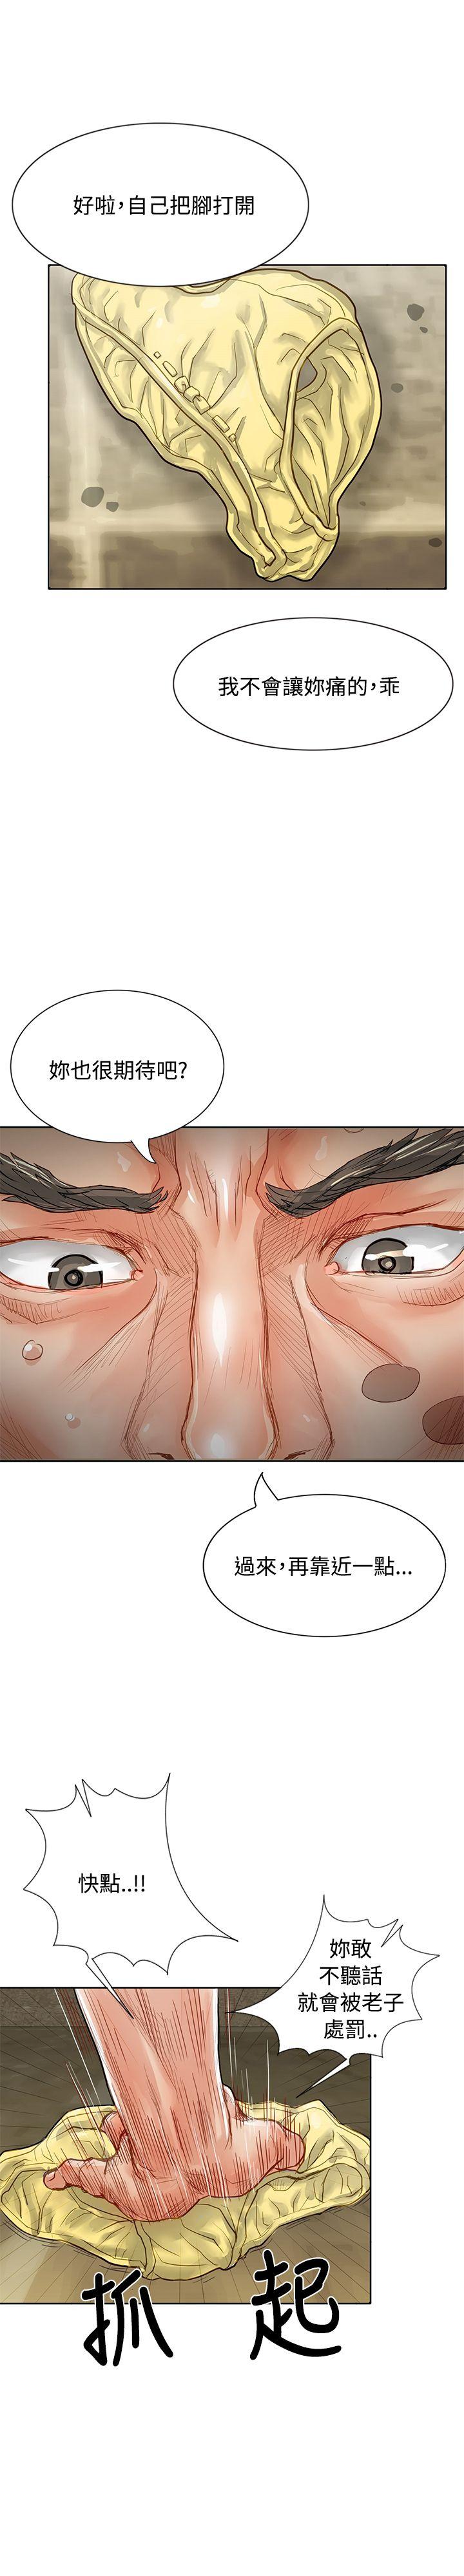 好啦，自己把腳打開
我不會讓妳痛的，乖
妳也很期待吧?
過來，再靠近一點...
快點..!!
妳敢
不聽話
就會被老子
處罰..
抓起